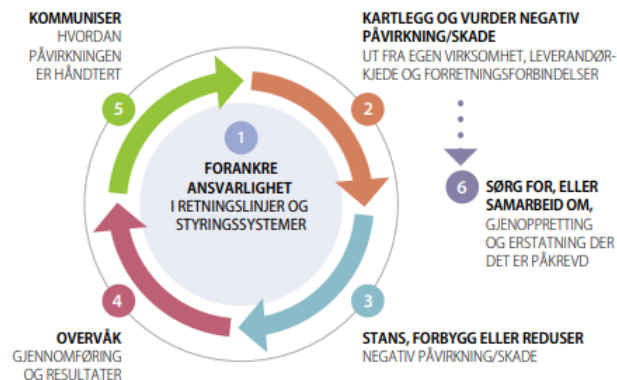 1
FORANKRE
ANSVARLIGHET
I RETNINGSLINJER OG
STYRINGSSYSTEMER
2
KARTLEGG OG VURDER NEGATIV
PÅVIRKNING/SKADE
UT FRA EGEN VIRKSOMHET, LEVERANDØR-
KJEDE OG FORRETNINGSFORBINDELSER
3
STANS, FORBYGG ELLER REDUSER
NEGATIV PÅVIRKNING/SKADE
4
OVERVÅK
GJENNOMFØRING
OG RESULTATER
5
KOMMUNISER
HVORDAN
PÅVIRKNINGEN
ER HÅNDTERT
6
SØRG FOR, ELLER
SAMARBEID OM,
GJENOPPRETTING
OG ERSTATNING DER
DET ER PÅKREVD